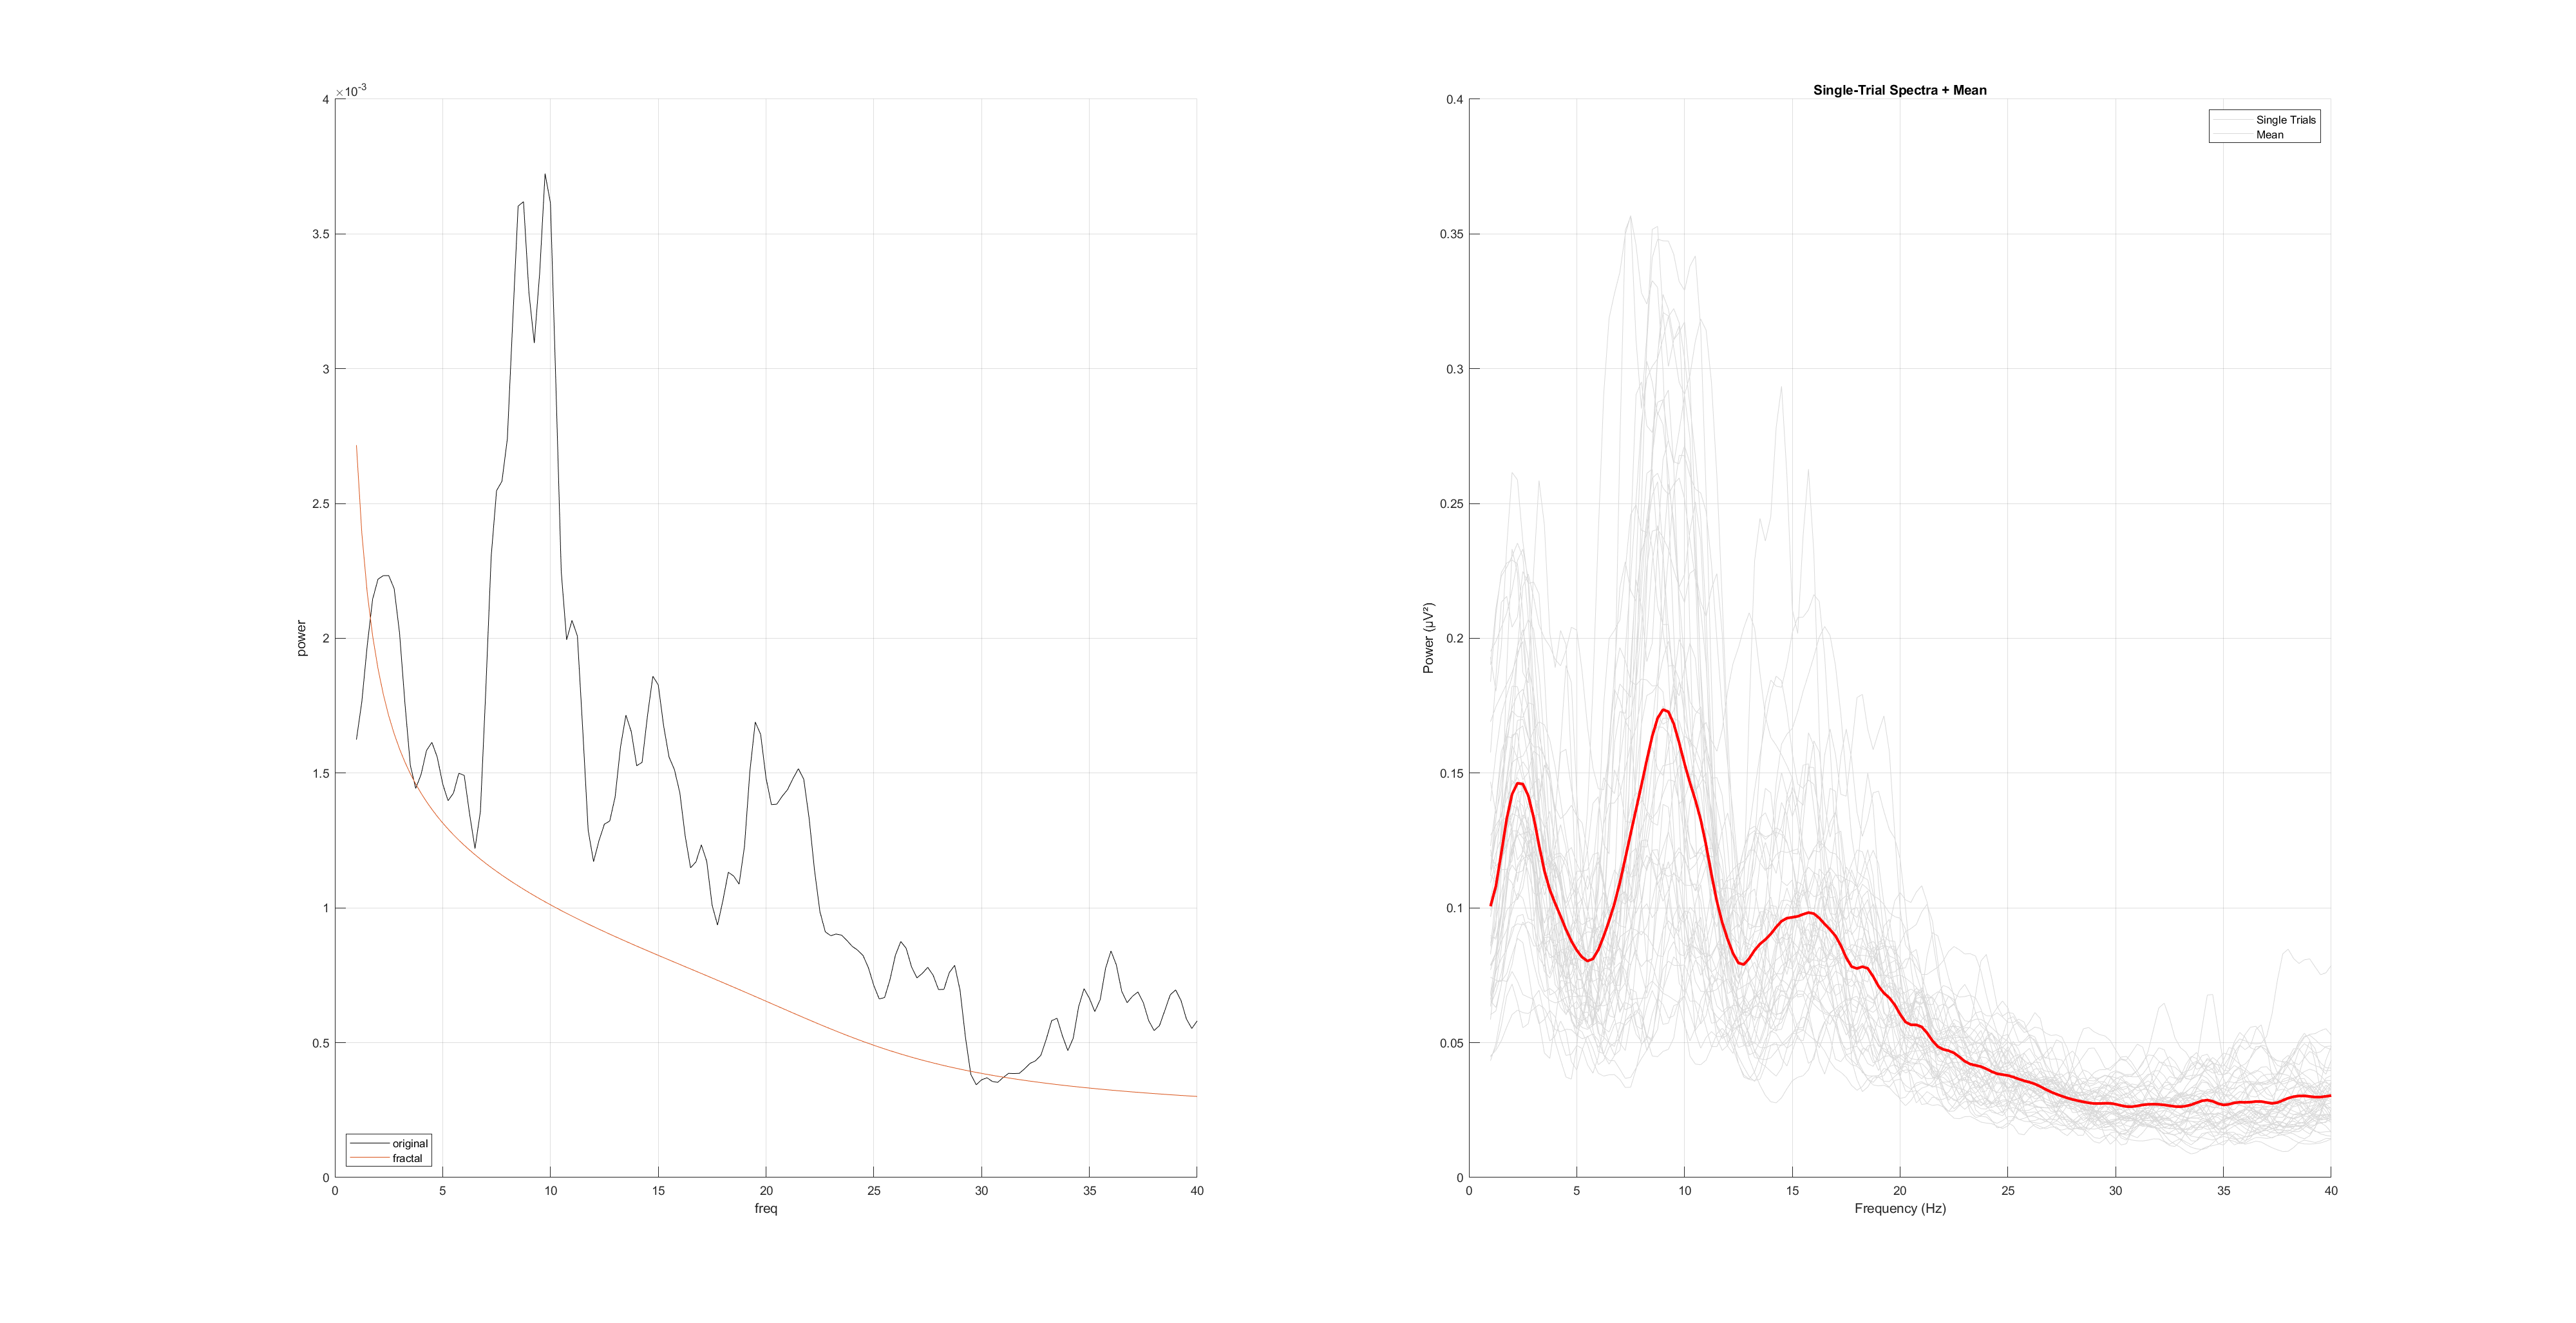 ×10-3
4
3.5
3
2.5
2
1.5
1
0.5
0
power
original
fractal
0 5 10 15 20 25 30 35 40
freq
Single-Trial Spectra + Mean
0.4
0.35
0.3
0.25
0.2
0.15
0.1
0.05
0
Power (µV²)
Single Trials
Mean
0 5 10 15 20 25 30 35 40
Frequency (Hz)